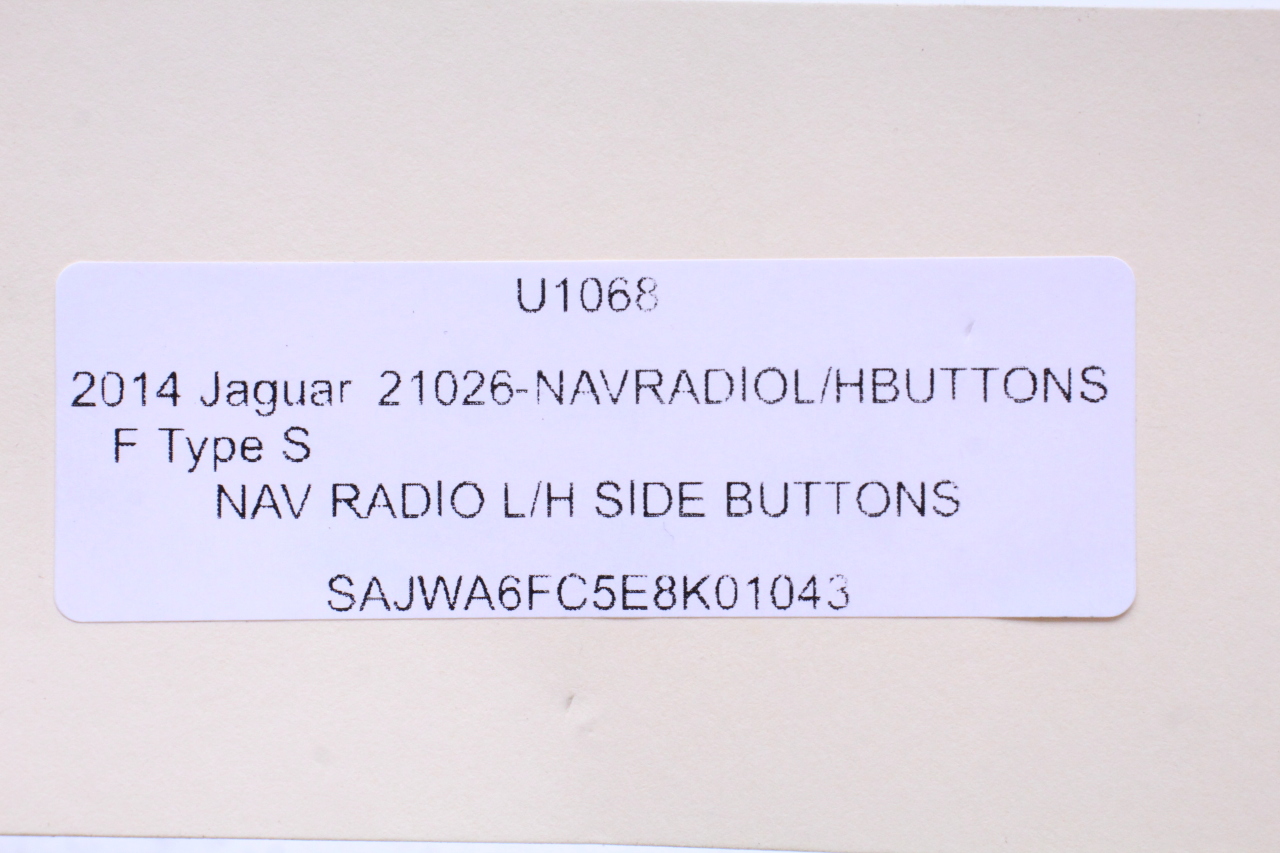 U1068
2014 Jaguar 21026-NAVRADIOL/HBUTTONS
F Type S
NAV RADIO L/H SIDE BUTTONS
SAJWA6FC5E8K01043